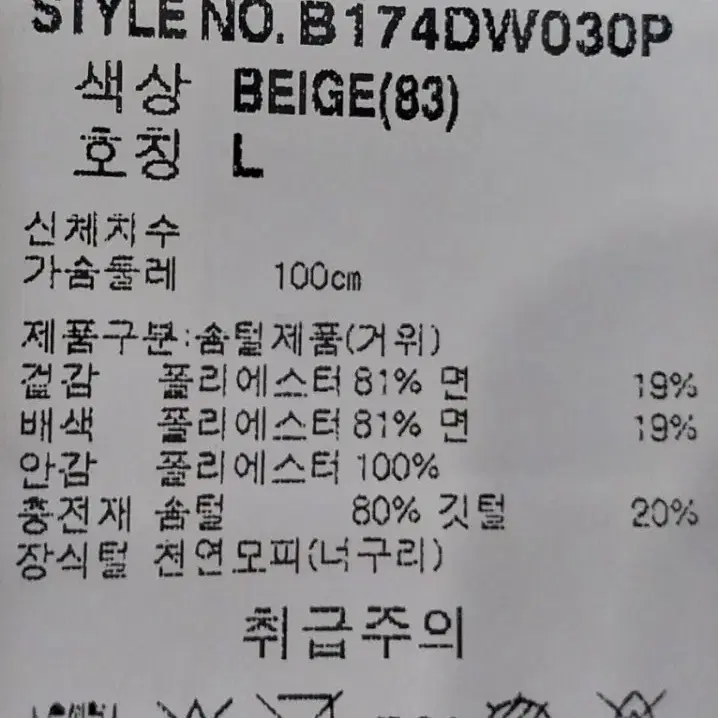 STYLE NO. B174DW030P
색상 BEIGE(83)
호칭 L
신체치수
가슴둘레 100cm
제품구분:솜털제품(거위)
겉감 폴리에스터 81% 면 19%
배색 폴리에스터 81% 면 19%
안감 폴리에스터 100%
충전재 솜털 80% 깃털 20%
장식털 천연모피(너구리)
취급주의